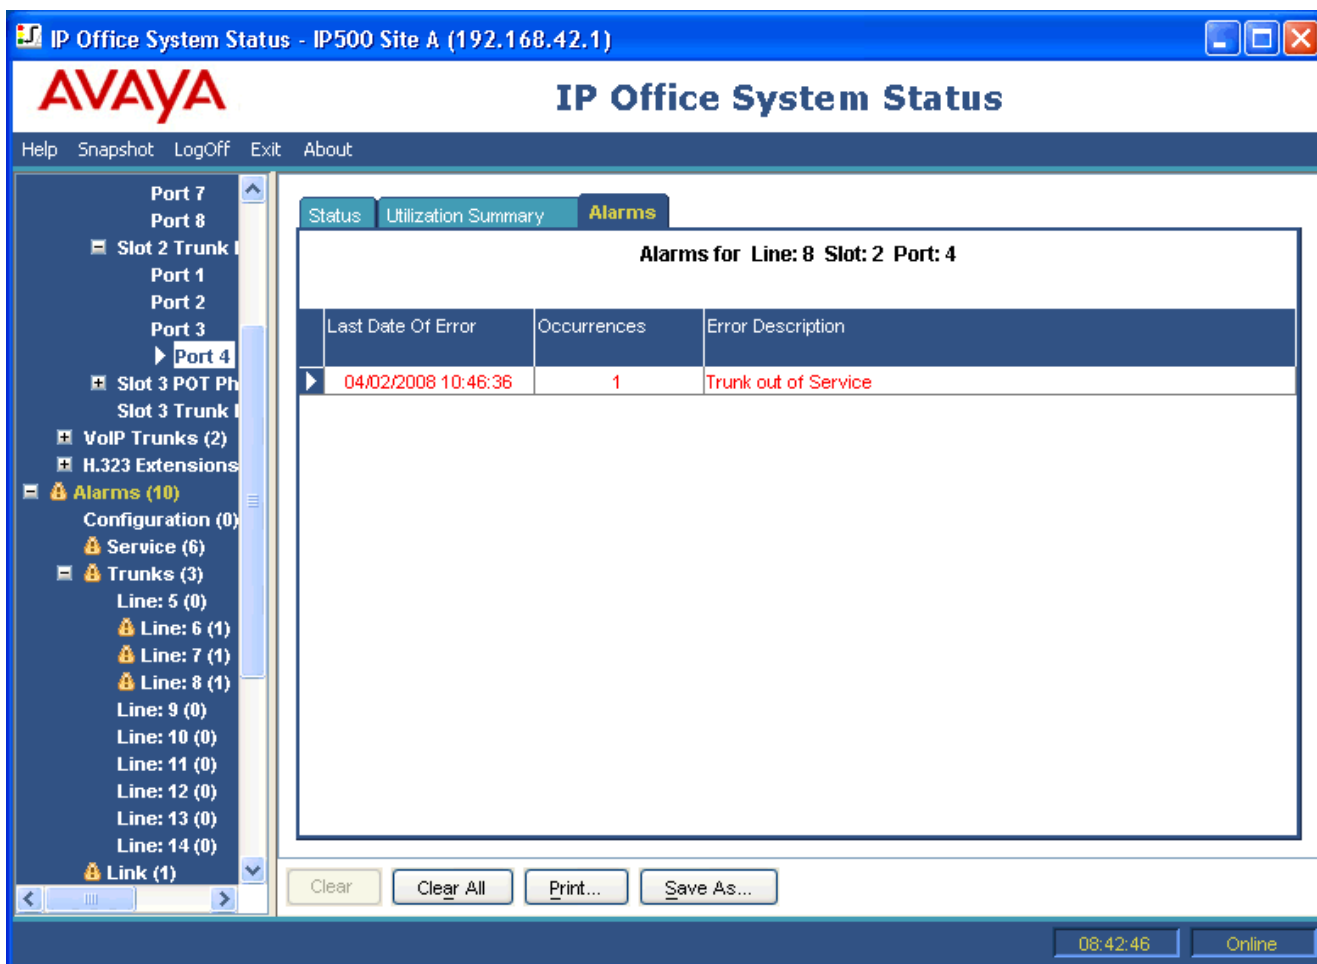 IP Office System Status - IP500 Site A (192.168.42.1)
AVAYA
IP Office System Status
Help Snapshot LogOff Exit About
Port 7
Port 8
Slot 2 Trunk
Port 1
Port 2
Port 3
Port 4
Slot 3 POT Ph
Slot 3 Trunk
VoIP Trunks (2)
H.323 Extensions
Alarms (10)
Configuration (0)
Service (6)
Trunks (3)
Line: 5 (0)
Line: 6 (1)
Line: 7 (1)
Line: 8 (1)
Line: 9 (0)
Line: 10 (0)
Line: 11 (0)
Line: 12 (0)
Line: 13 (0)
Line: 14 (0)
Link (1)
Status Utilization Summary Alarms
Alarms for Line: 8 Slot: 2 Port: 4
Last Date Of Error Occurrences Error Description
04/02/2008 10:46:36 1 Trunk out of Service
Clear Clear All Print... Save As...
08:42:46 Online